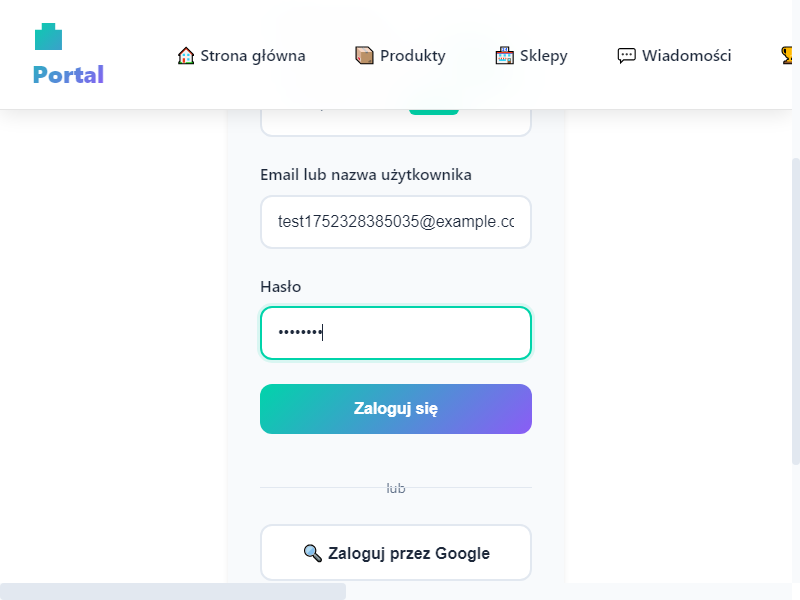 Portal
Strona główna
Produkty
Sklepy
Wiadomości
Email lub nazwa użytkownika
test1752328385035@example.cc
Hasło
••••••••
Zaloguj się
lub
Zaloguj przez Google